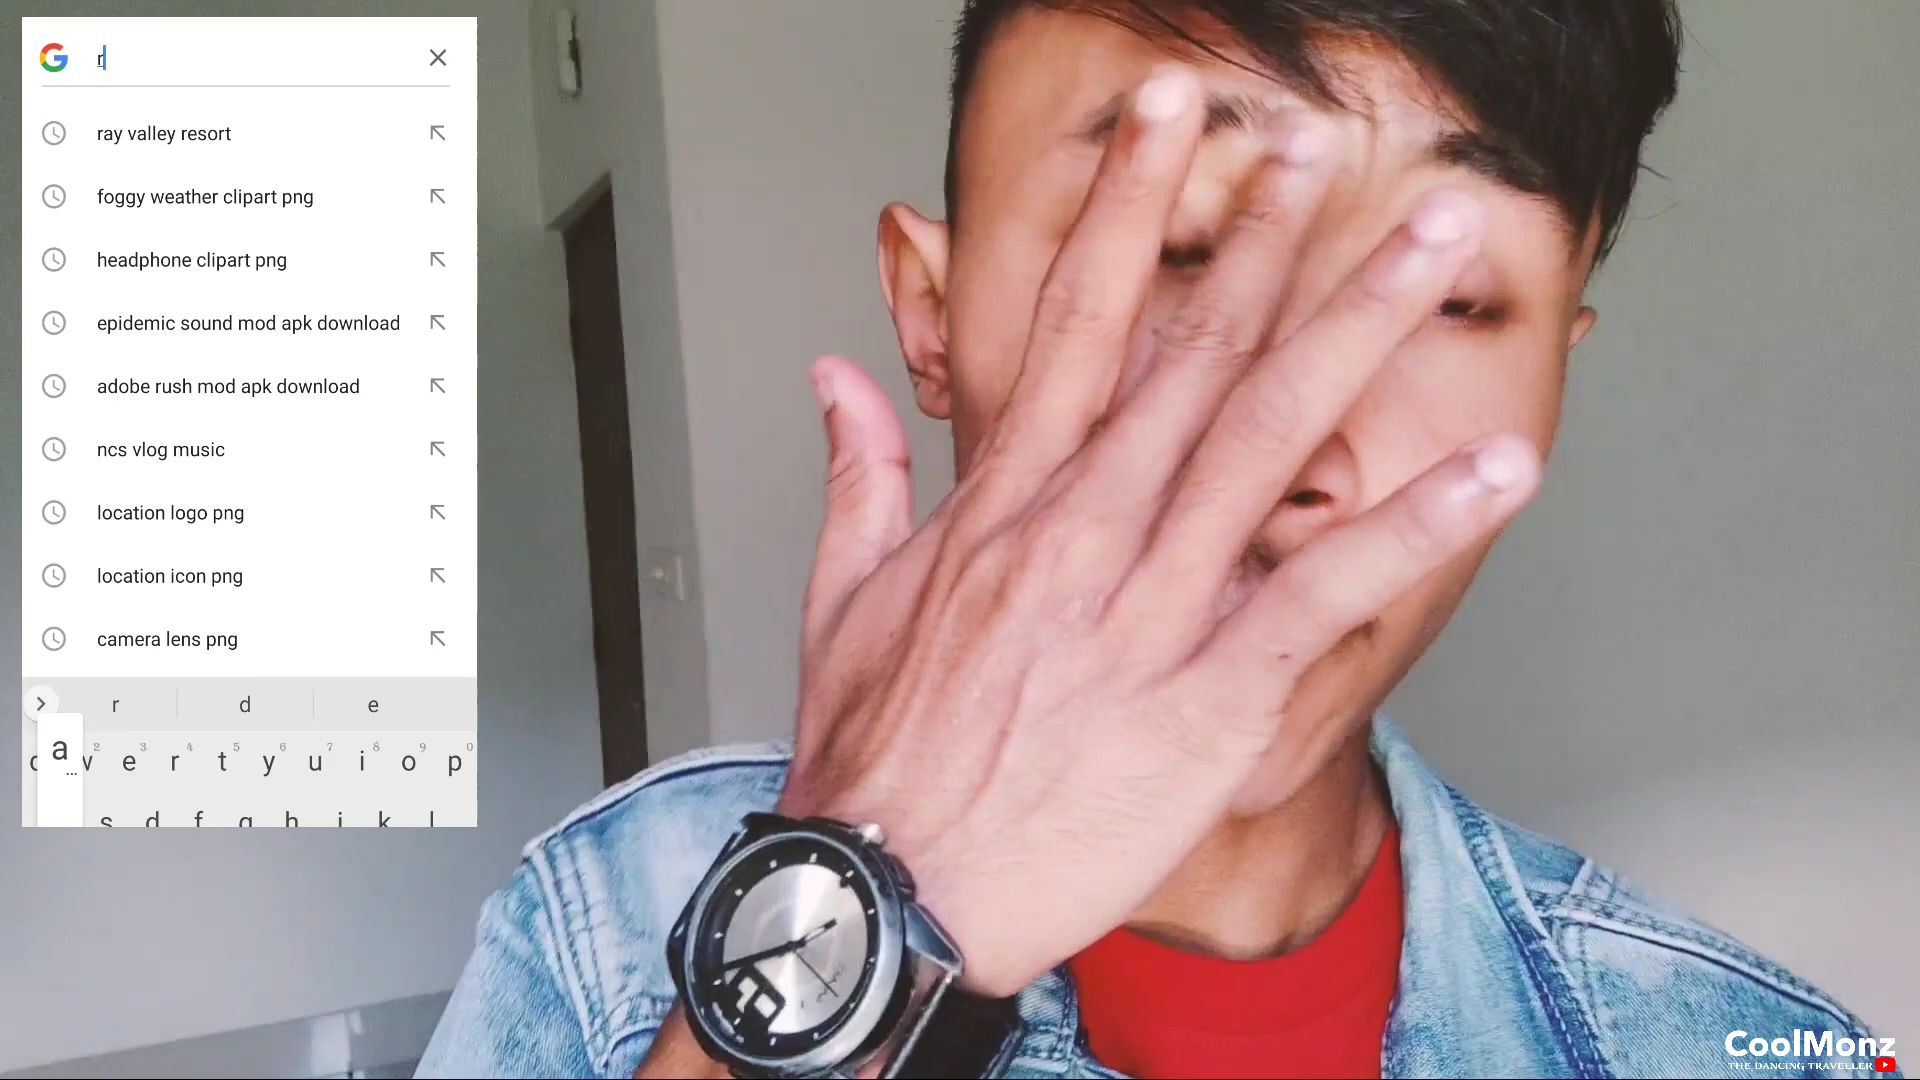 r
ray valley resort
foggy weather clipart png
headphone clipart png
epidemic sound mod apk download
adobe rush mod apk download
ncs vlog music
location logo png
location icon png
camera lens png
r d e
a
2 3 4 5 6 7 8 9 0
e r t y u i o p
s d f g h j k l
CoolMonz
THE DANCING TRAVELLER